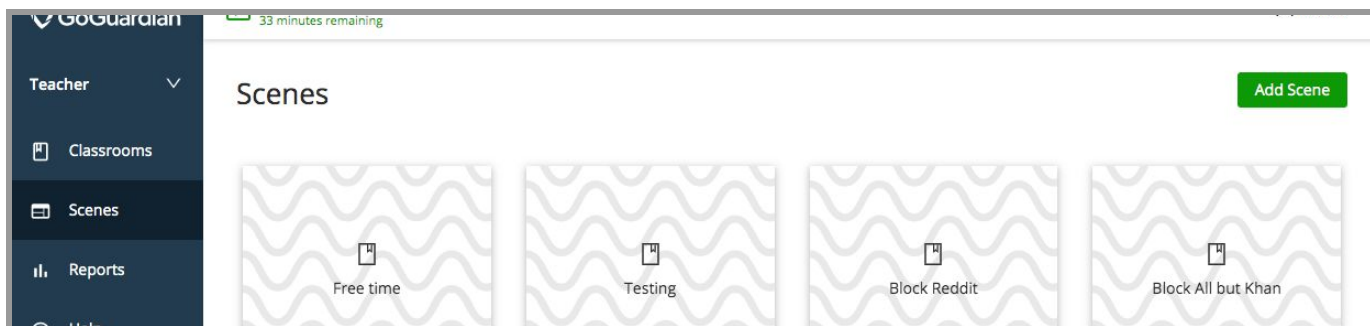 GoGuardian
33 minutes remaining
Teacher
Scenes
Add Scene
Classrooms
Scenes
Reports
Free time
Testing
Block Reddit
Block All but Khan